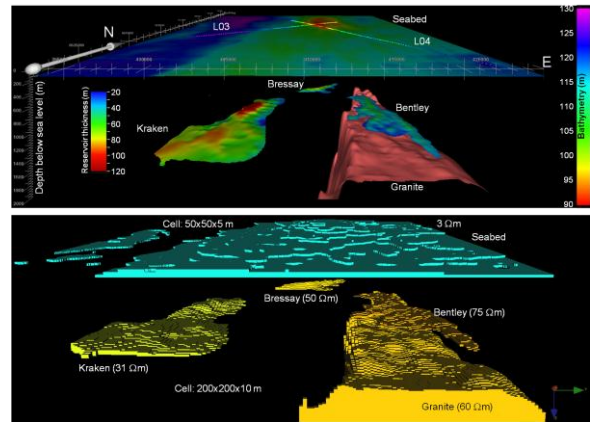 N
L03
Seabed
L04
E
Bressay
Reservoir thickness (m)
20
40
60
80
100
120
Kraken
Bentley
Granite
Depth below sea level (m)
Bathymetry (m)
130
125
120
115
110
105
100
95
90
Cell: 50x50x5 m
3 Ωm
Seabed
Bressay (50 Ωm)
Bentley (75 Ωm)
Kraken (31 Ωm)
Cell: 200x200x10 m
Granite (60 Ωm)